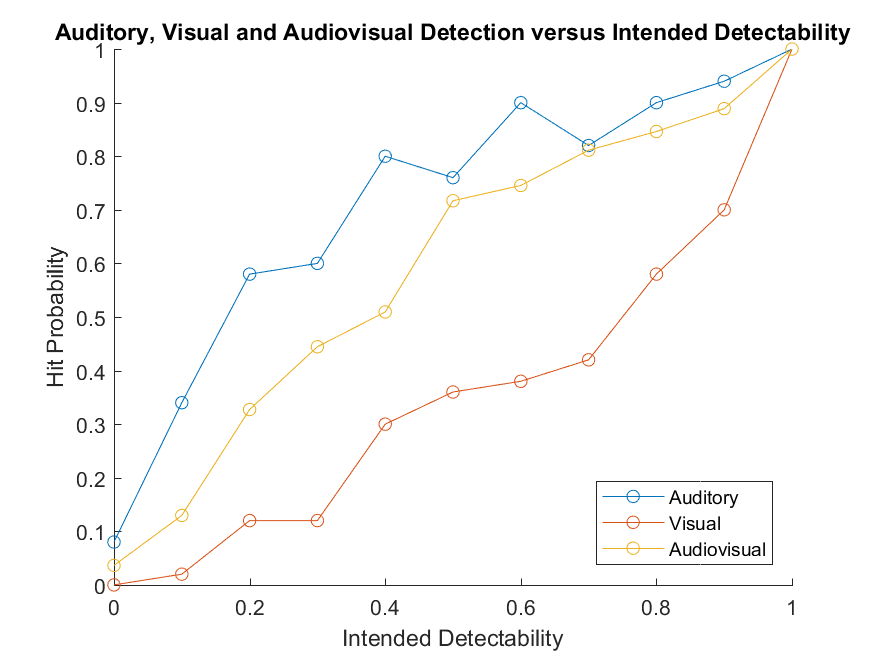 Auditory, Visual and Audiovisual Detection versus Intended Detectability
1
0.9
0.8
0.7
0.6
0.5
0.4
0.3
0.2
0.1
0
Hit Probability
Auditory
Visual
Audiovisual
0 0.2 0.4 0.6 0.8 1
Intended Detectability